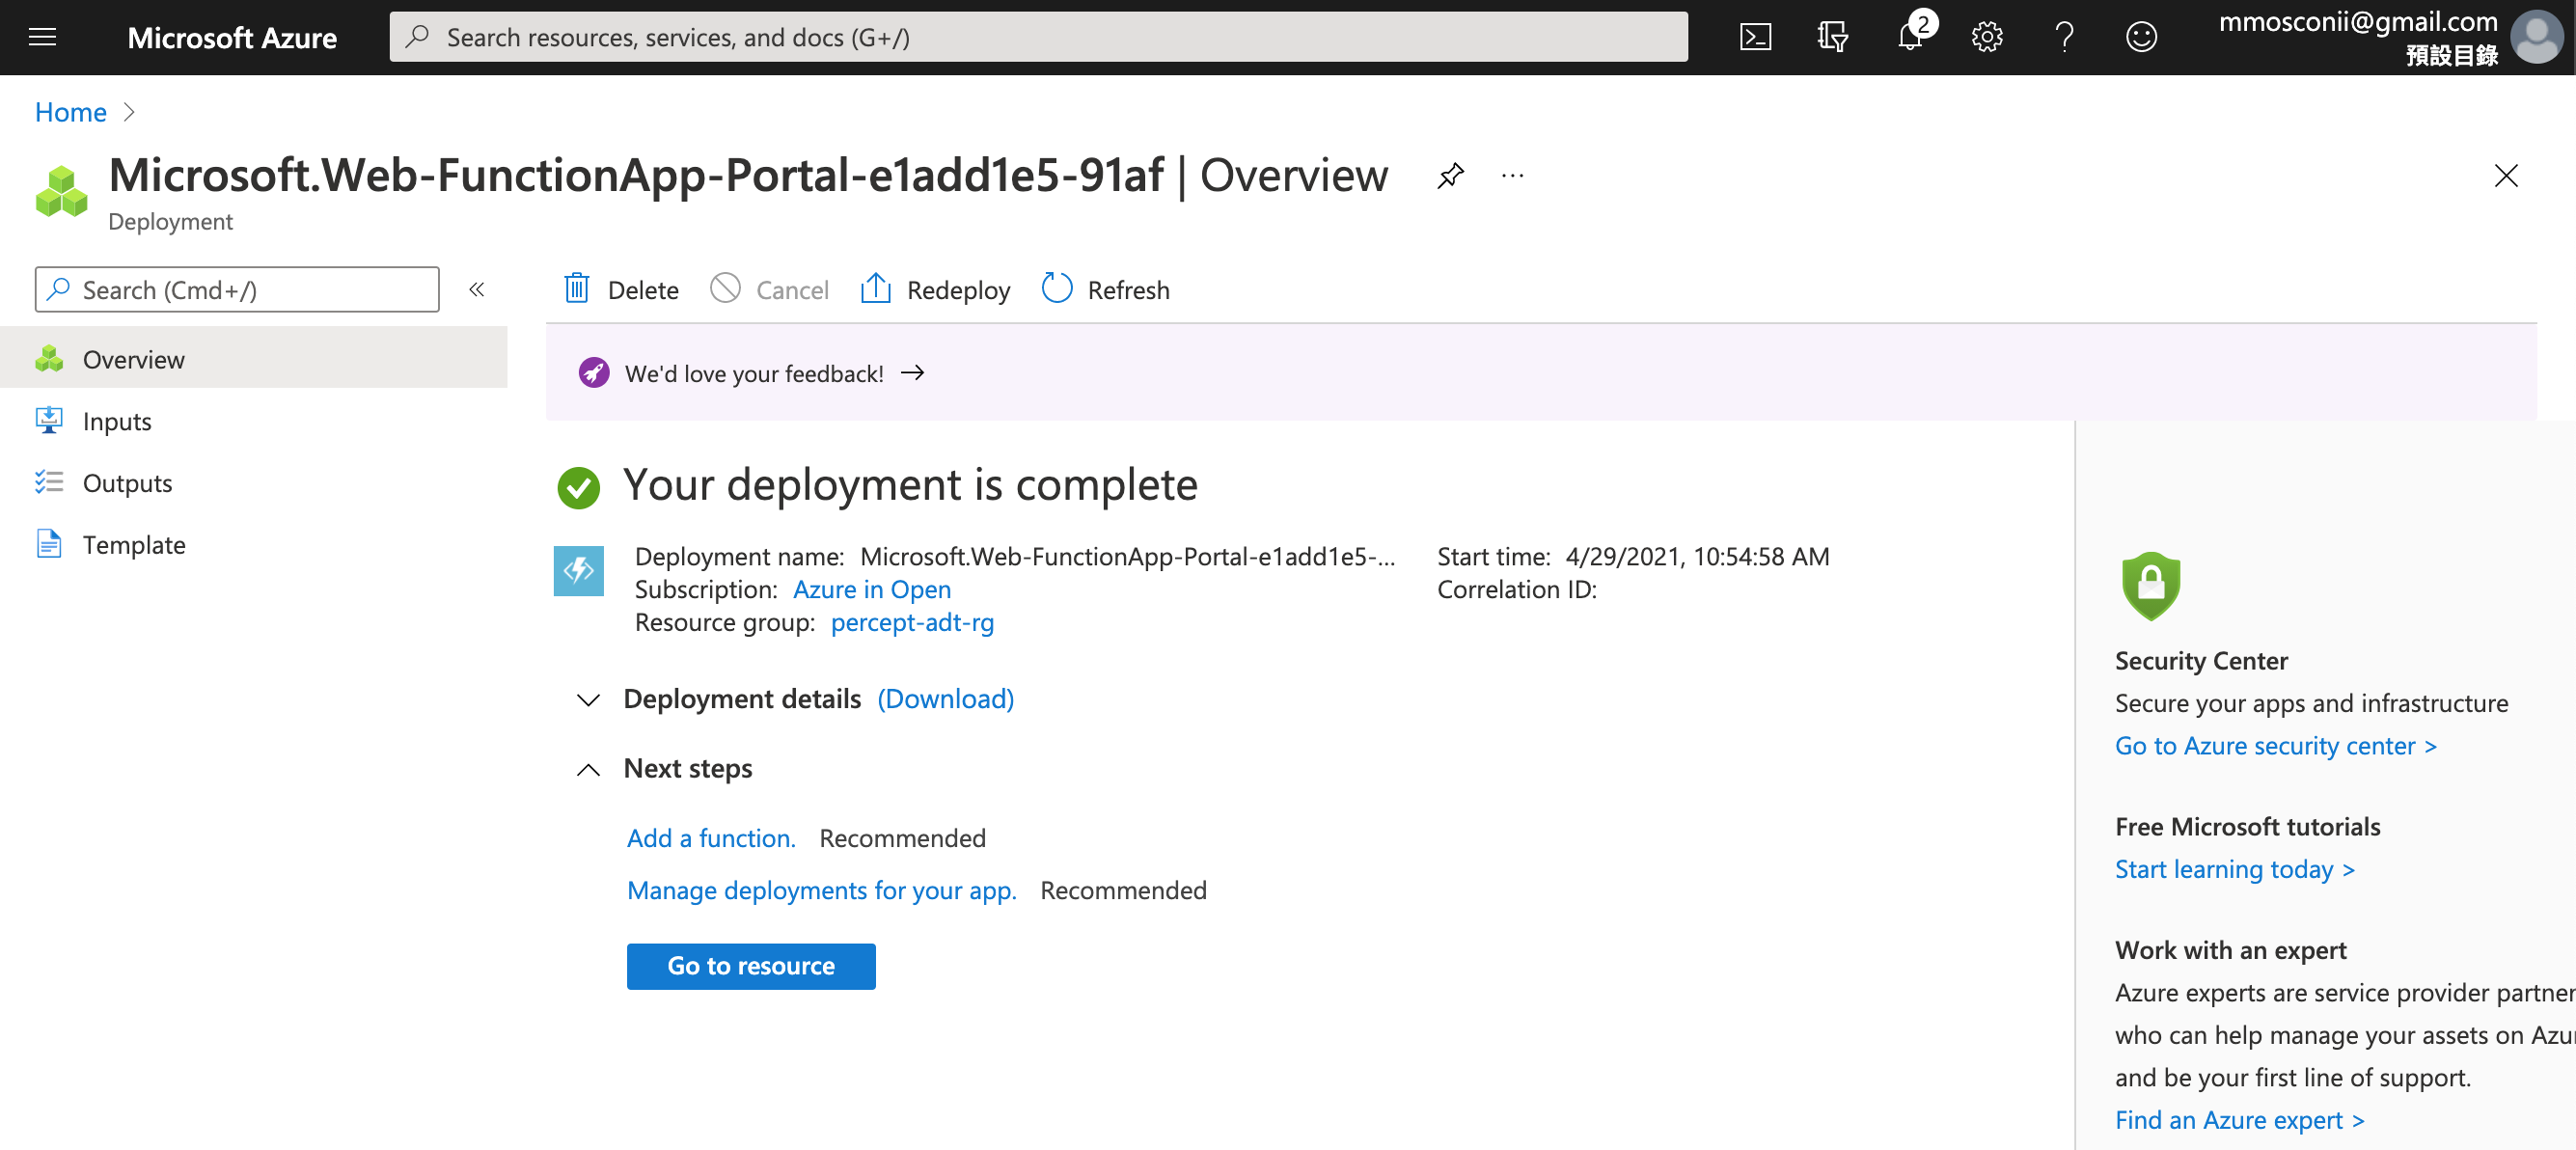 Microsoft Azure
Search resources, services, and docs (G+/)
2
mmosconii@gmail.com
預設目錄
Home
Microsoft.Web-FunctionApp-Portal-e1add1e5-91af | Overview
...
Deployment
Search (Cmd+/)
«
Delete
Cancel
Redeploy
Refresh
Overview
Inputs
Outputs
Template
We'd love your feedback! →
Your deployment is complete
Deployment name: Microsoft.Web-FunctionApp-Portal-e1add1e5-...
Subscription: Azure in Open
Resource group: percept-adt-rg
Start time: 4/29/2021, 10:54:58 AM
Correlation ID:
Deployment details (Download)
Next steps
Add a function. Recommended
Manage deployments for your app. Recommended
Go to resource
Security Center
Secure your apps and infrastructure
Go to Azure security center >
Free Microsoft tutorials
Start learning today >
Work with an expert
Azure experts are service provider partner
who can help manage your assets on Azu
and be your first line of support.
Find an Azure expert >